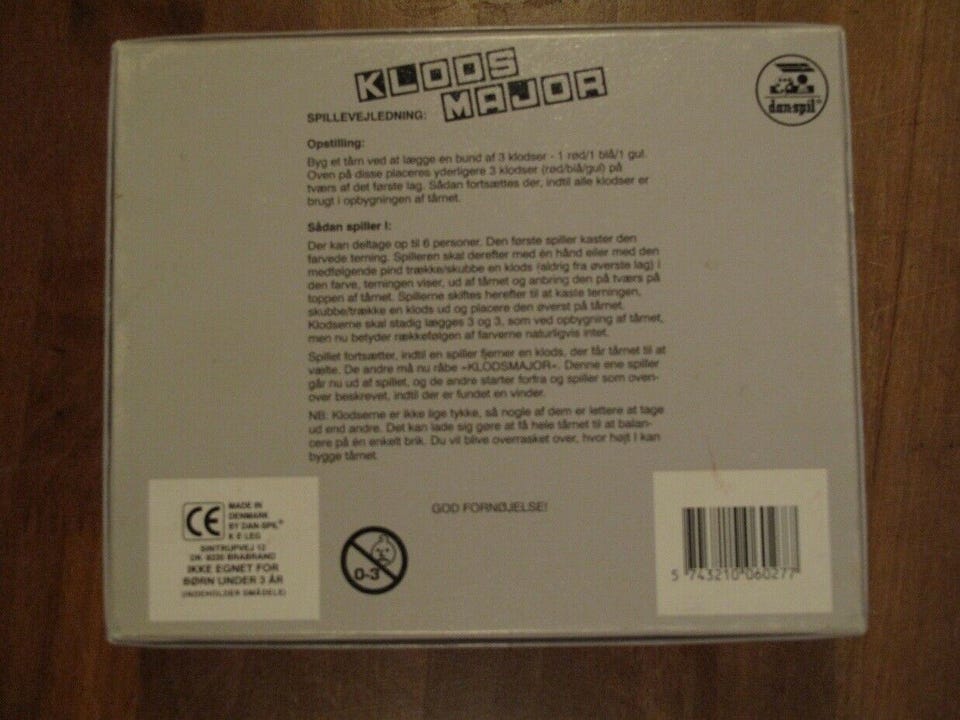 KLODS
MAJOR
dan-spil®
SPILLEVEJLEDNING:
Opstilling:
Byg et tårn ved at lægge en bund af 3 klodser - 1 rød/1 blå/1 gul.
Oven på disse placeres yderligere 3 klodser (rød/blå/gul) på
tværs af det første lag. Sådan fortsættes der, indtil alle klodser er
brugt i opbygningen af tårnet.
Sådan spiller I:
Der kan deltage op til 6 personer. Den første spiller kaster den
farvede terning. Spilleren skal derefter med én hånd eller med den
medfølgende pind trække/skubbe en klods (aldrig fra øverste lag) i
den farve, terningen viser, ud af tårnet og anbring den på tværs på
toppen af tårnet. Spillerne skiftes herefter til at kaste terningen,
skubbe/trække en klods ud og placere den øverst på tårnet.
Klodserne skal stadig lægges 3 og 3, som ved opbygning af tårnet,
men nu betyder rækkefølgen af farverne naturligvis intet.
Spillet fortsætter, indtil en spiller fjerner en klods, der får tårnet til at
vælte. De andre må nu råbe »KLODSMAJOR«. Denne ene spiller
går nu ud af spillet, og de andre starter forfra og spiller som oven-
over beskrevet, indtil der er fundet en vinder.
NB: Klodserne er ikke lige tykke, så nogle af dem er lettere at tage
ud end andre. Det kan lade sig gøre at få hele tårnet til at balan-
cere på én enkelt brik. Du vil blive overrasket over, hvor højt I kan
bygge tårnet.
GOD FORNØJELSE!
CE
MADE IN
DENMARK
BY DAN-SPIL®
K E LEG
SINTRUPVEJ 12
DK- 8220 BRABRAND
IKKE EGNET FOR
BØRN UNDER 3 ÅR
(INDEHOLDER SMÅDELE)
0-3
5 743210 060277